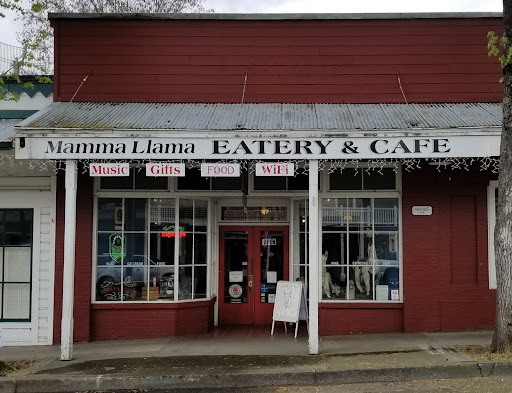 Mamma Llama EATERY & CAFE
Music Gifts FOOD WiFi
OPEN